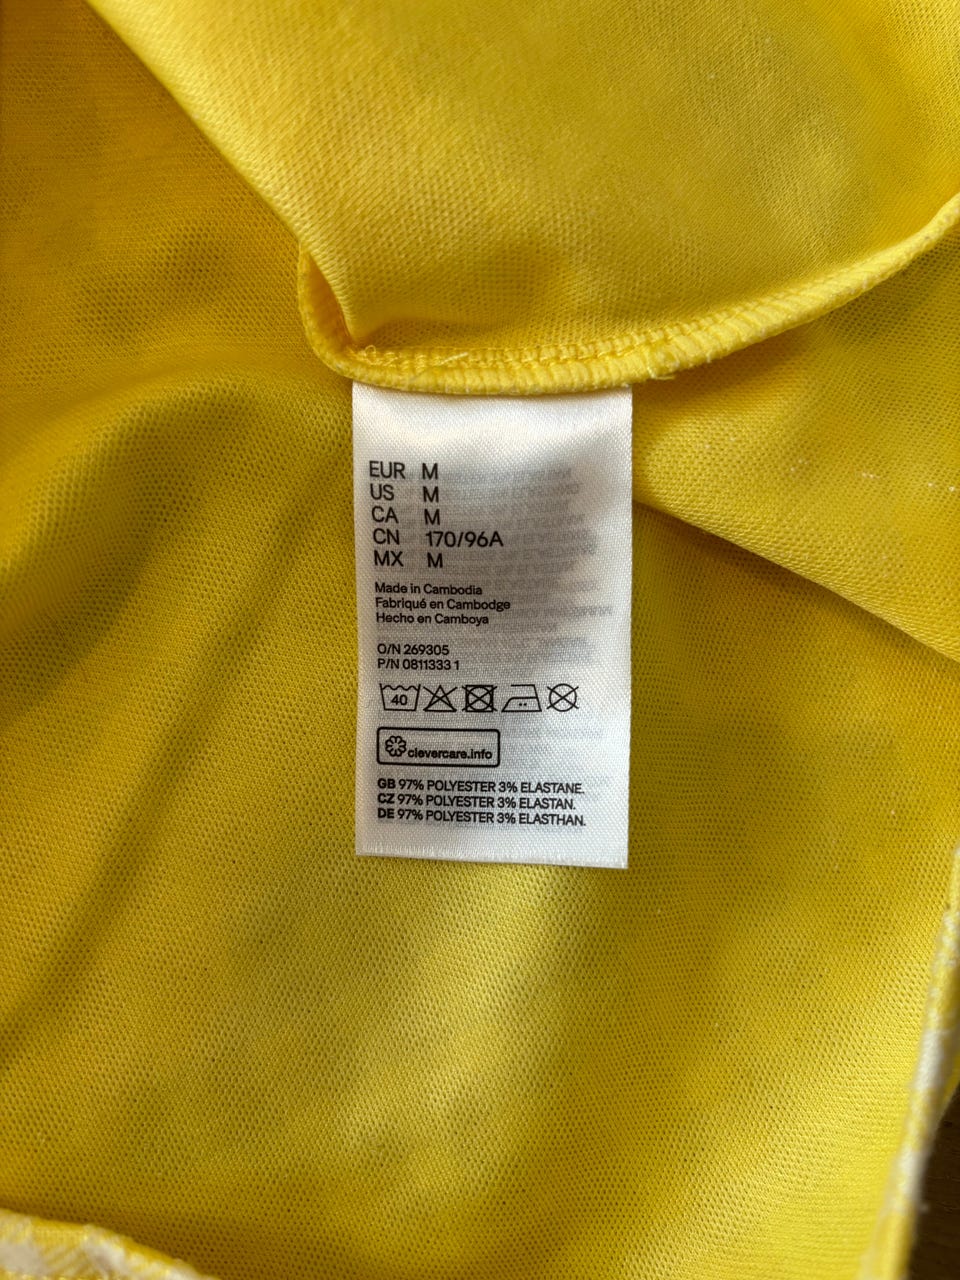 EUR M
US M
CA M
CN 170/96A
MX M
Made in Cambodia
Fabriqué en Cambodge
Hecho en Camboya
O/N 269305
P/N 0811333 1
40
clevercare.info
GB 97% POLYESTER 3% ELASTANE.
CZ 97% POLYESTER 3% ELASTAN.
DE 97% POLYESTER 3% ELASTHAN.